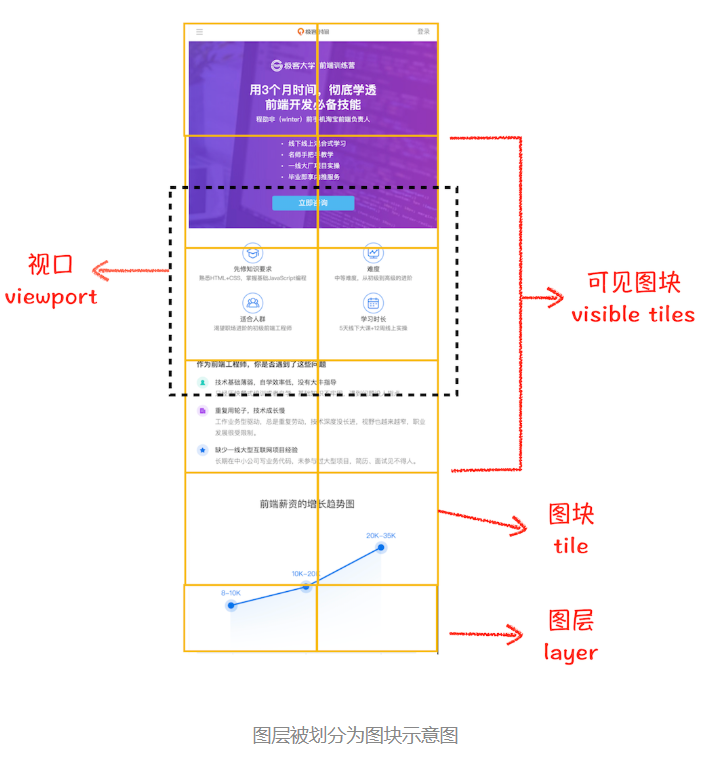 极客时间
登录
极客大学 前端训练营
用3个月时间，彻底学透
前端开发必备技能
程劭非（winter）前手机淘宝前端负责人
• 线下线上混合式学习
• 名师手把手教学
• 一线大厂项目实操
• 毕业即享内推服务
立即咨询
视口
viewport
先修知识要求
熟悉HTML+CSS，掌握基础JavaScript编程
难度
中等难度，从初级到高级的进阶
适合人群
渴望职场进阶的初级前端工程师
学习时长
5天线下大课+12周线上实操
可见图块
visible tiles
作为前端工程师，你是否遇到了这些问题
技术基础薄弱，自学效率低、没有大牛指导
重复用轮子，技术成长慢
工作业务型驱动，总是重复劳动，技术深度没长进，视野也越来越窄，职业
发展很受限制。
缺少一线大型互联网项目经验
长期在中小公司写业务代码，未参与过大型项目，简历、面试见不得人。
前端薪资的增长趋势图
图块
tile
20K~35K
10K~20K
8~10K
图层
layer
图层被划分为图块示意图